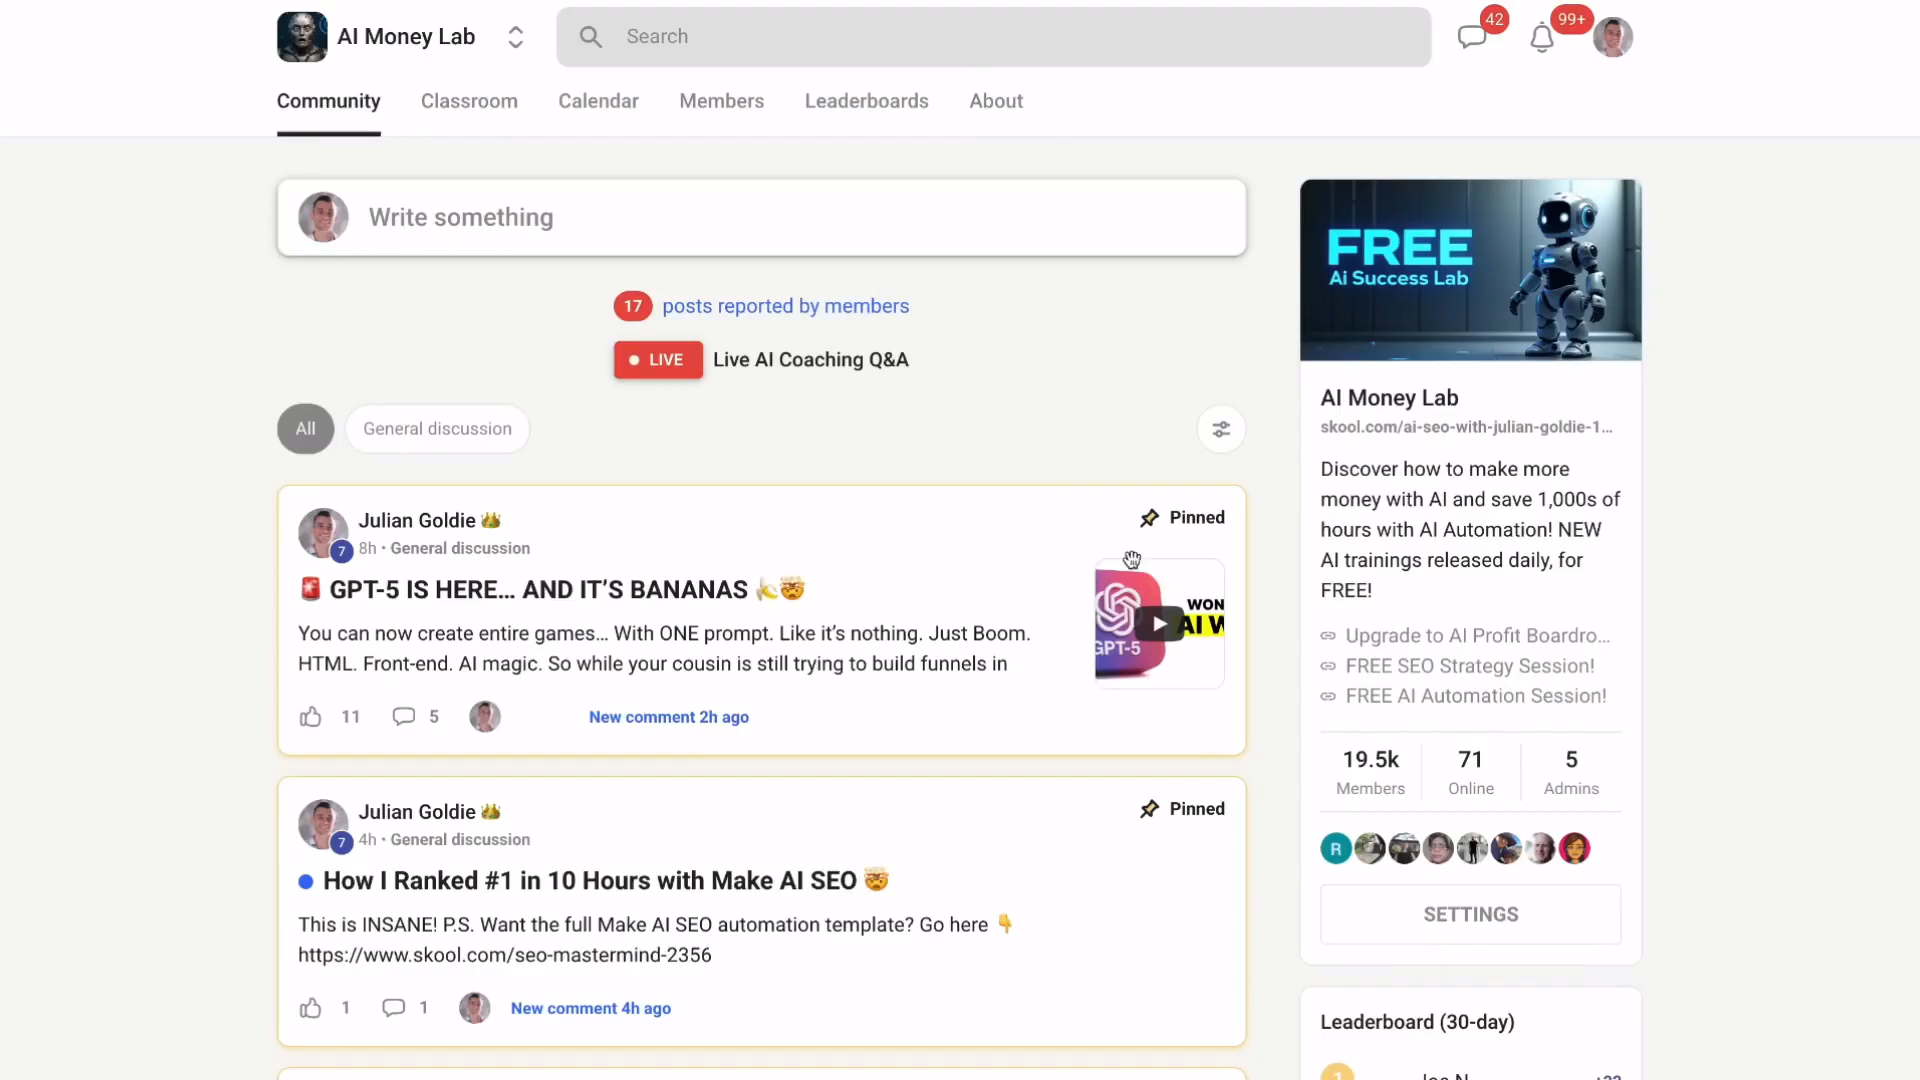 AI Money Lab
Search
42
99+
Community
Classroom
Calendar
Members
Leaderboards
About
Write something
17 posts reported by members
LIVE Live AI Coaching Q&A
All
General discussion
Julian Goldie 👑
Pinned
7
8h • General discussion
🚨 GPT-5 IS HERE… AND IT’S BANANAS 🍌🤯
You can now create entire games… With ONE prompt. Like it’s nothing. Just Boom.
HTML. Front-end. AI magic. So while your cousin is still trying to build funnels in
WON
AI W
GPT-5
11
5
New comment 2h ago
Julian Goldie 👑
Pinned
7
4h • General discussion
How I Ranked #1 in 10 Hours with Make AI SEO 🤯
This is INSANE! P.S. Want the full Make AI SEO automation template? Go here 👇
https://www.skool.com/seo-mastermind-2356
1
1
New comment 4h ago
FREE
Ai Success Lab
AI Money Lab
skool.com/ai-seo-with-julian-goldie-1...
Discover how to make more
money with AI and save 1,000s of
hours with AI Automation! NEW
AI trainings released daily, for
FREE!
Upgrade to AI Profit Boardro...
FREE SEO Strategy Session!
FREE AI Automation Session!
19.5k
Members
71
Online
5
Admins
R
SETTINGS
Leaderboard (30-day)
1